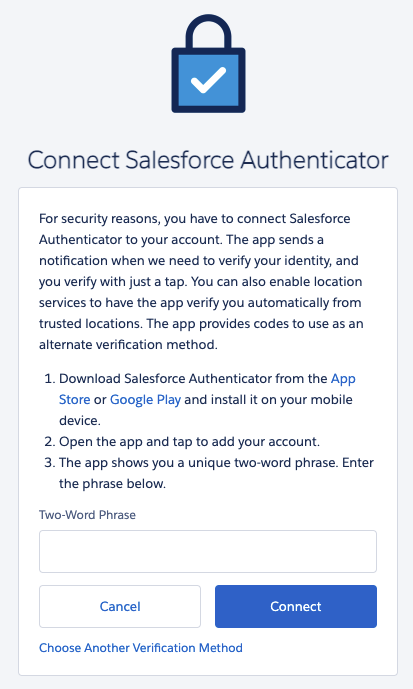 Connect Salesforce Authenticator
For security reasons, you have to connect Salesforce
Authenticator to your account. The app sends a
notification when we need to verify your identity, and
you verify with just a tap. You can also enable location
services to have the app verify you automatically from
trusted locations. The app provides codes to use as an
alternate verification method.
1. Download Salesforce Authenticator from the App
Store or Google Play and install it on your mobile
device.
2. Open the app and tap to add your account.
3. The app shows you a unique two-word phrase. Enter
the phrase below.
Two-Word Phrase
Cancel Connect
Choose Another Verification Method